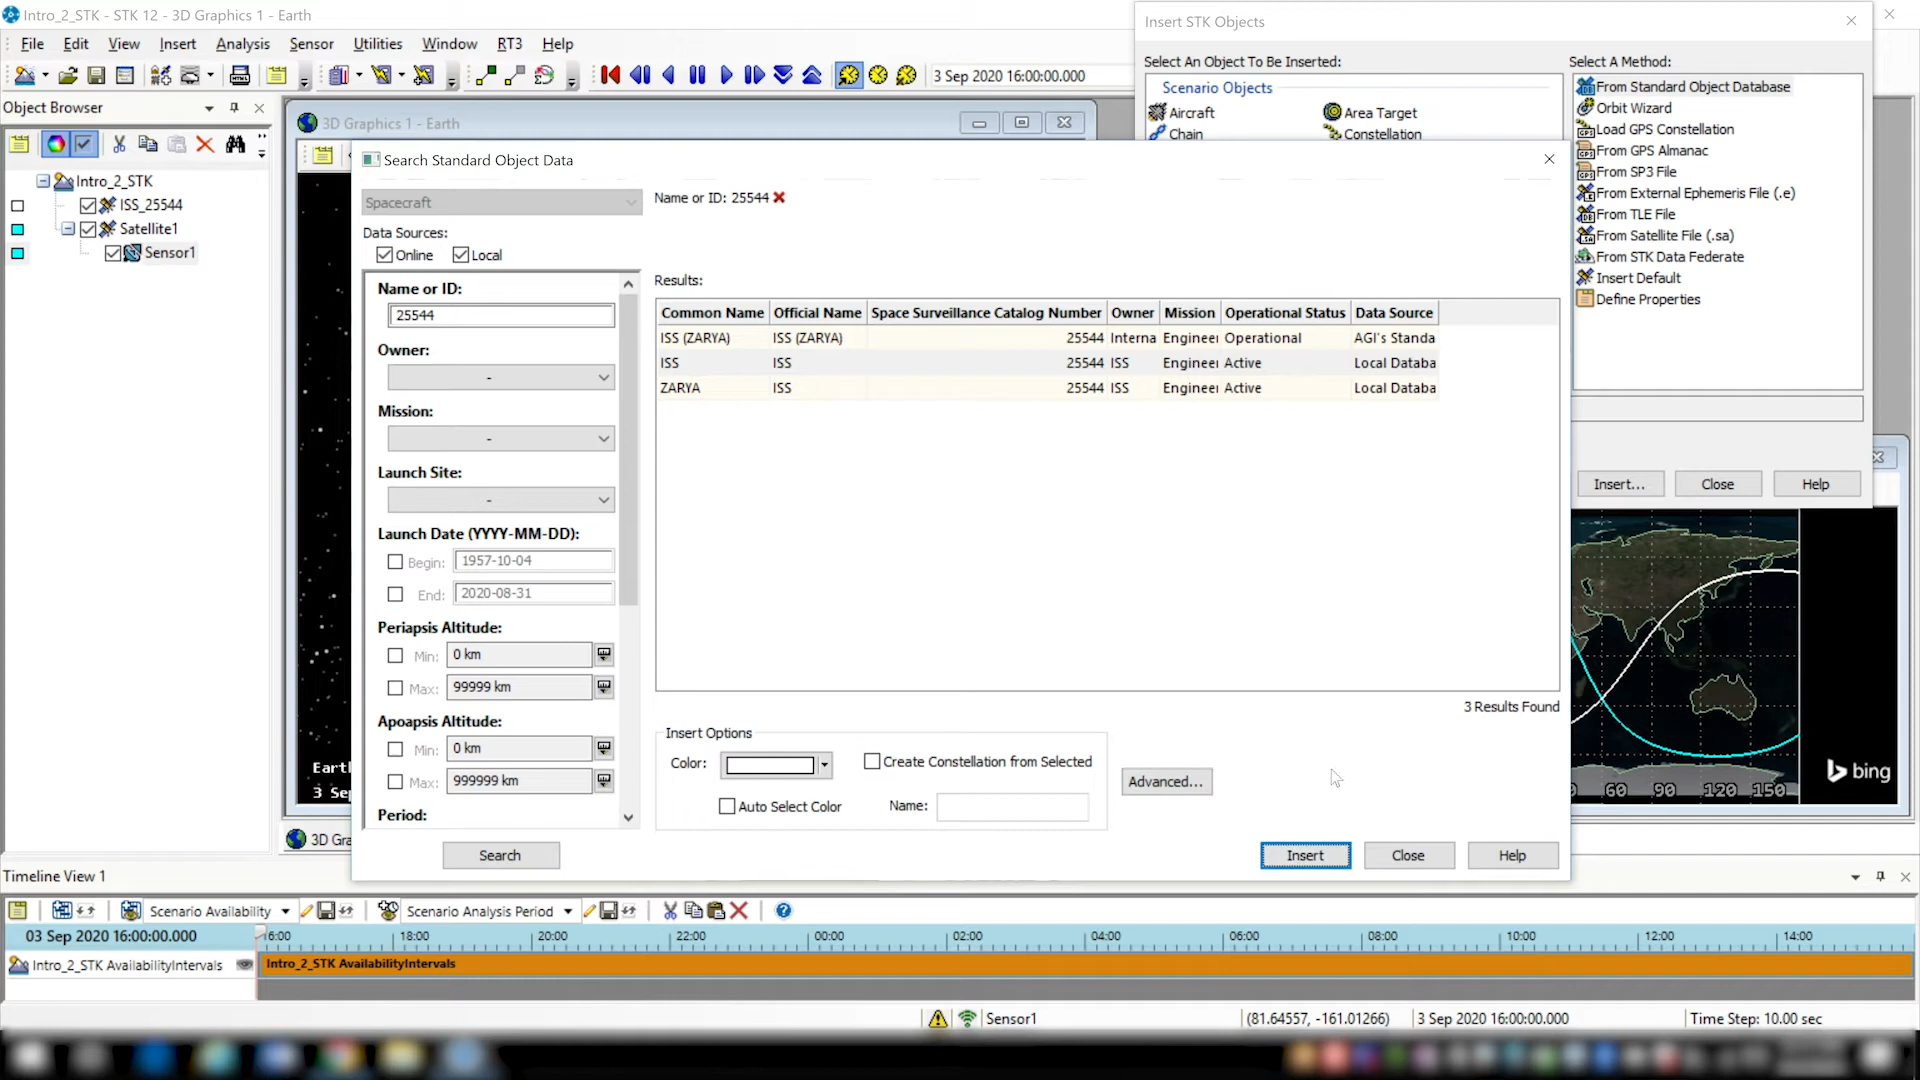 Intro_2_STK - STK 12 - 3D Graphics 1 - Earth
File Edit View Insert Analysis Sensor Utilities Window RT3 Help
3 Sep 2020 16:00:00.000
Insert STK Objects
Select An Object To Be Inserted:
Scenario Objects
Aircraft
Area Target
Chain
Constellation
Select A Method:
From Standard Object Database
Orbit Wizard
Load GPS Constellation
From GPS Almanac
From SP3 File
From External Ephemeris File (.e)
From TLE File
From Satellite File (.sa)
From STK Data Federate
Insert Default
Define Properties
Insert... Close Help
Object Browser
Intro_2_STK
ISS_25544
Satellite1
Sensor1
3D Graphics 1 - Earth
Search Standard Object Data
Spacecraft
Name or ID: 25544
Data Sources:
Online Local
Name or ID:
25544
Owner:
-
Mission:
-
Launch Site:
-
Launch Date (YYYY-MM-DD):
Begin: 1957-10-04
End: 2020-08-31
Periapsis Altitude:
Min: 0 km
Max: 99999 km
Apoapsis Altitude:
Min: 0 km
Max: 999999 km
Period:
Search
Results:
Common Name Official Name Space Surveillance Catalog Number Owner Mission Operational Status Data Source
ISS (ZARYA) ISS (ZARYA) 25544 Interna Engineer Operational AGI's Standa
ISS ISS 25544 ISS Engineer Active Local Databa
ZARYA ISS 25544 ISS Engineer Active Local Databa
3 Results Found
Insert Options
Color:
Create Constellation from Selected
Auto Select Color
Name:
Advanced...
Insert Close Help
Earth
3 Sep
3D Gra
60 90 120 150
bing
Timeline View 1
Scenario Availability
Scenario Analysis Period
03 Sep 2020 16:00:00.000
16:00 18:00 20:00 22:00 00:00 02:00 04:00 06:00 08:00 10:00 12:00 14:00
Intro_2_STK AvailabilityIntervals
Intro_2_STK AvailabilityIntervals
Sensor1
(81.64557, -161.01266)
3 Sep 2020 16:00:00.000
Time Step: 10.00 sec